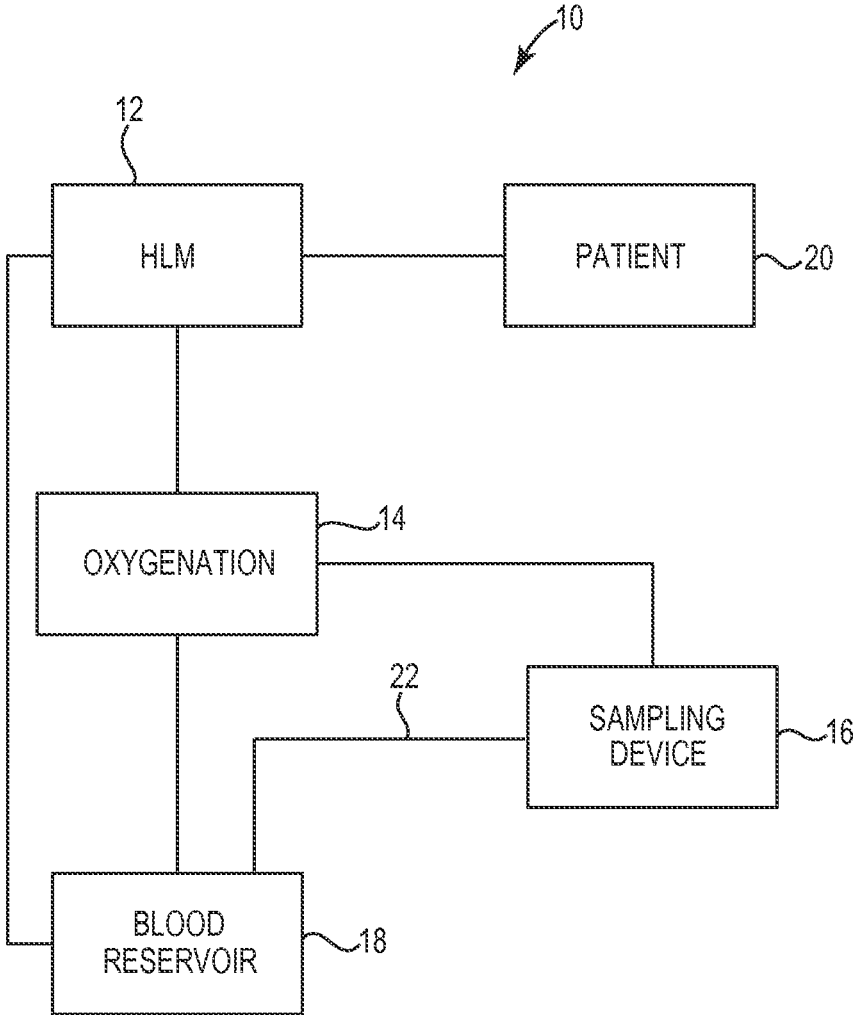 10
12
HLM
PATIENT
20
14
OXYGENATION
22
SAMPLING
DEVICE
16
BLOOD
RESERVOIR
18